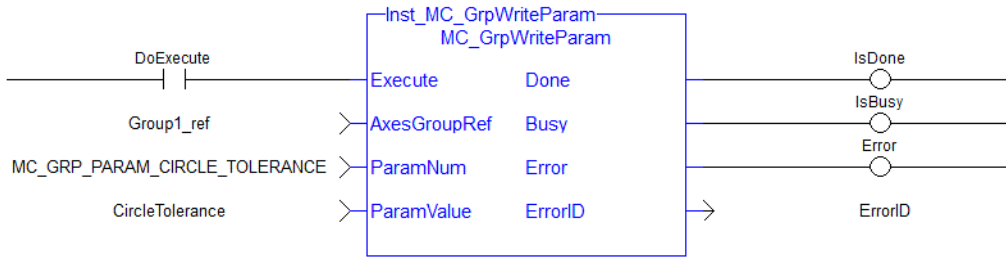 Inst_MC_GrpWriteParam
MC_GrpWriteParam
DoExecute
Execute
Done
IsDone
Group1_ref
AxesGroupRef
Busy
IsBusy
MC_GRP_PARAM_CIRCLE_TOLERANCE
ParamNum
Error
Error
CircleTolerance
ParamValue
ErrorID
ErrorID